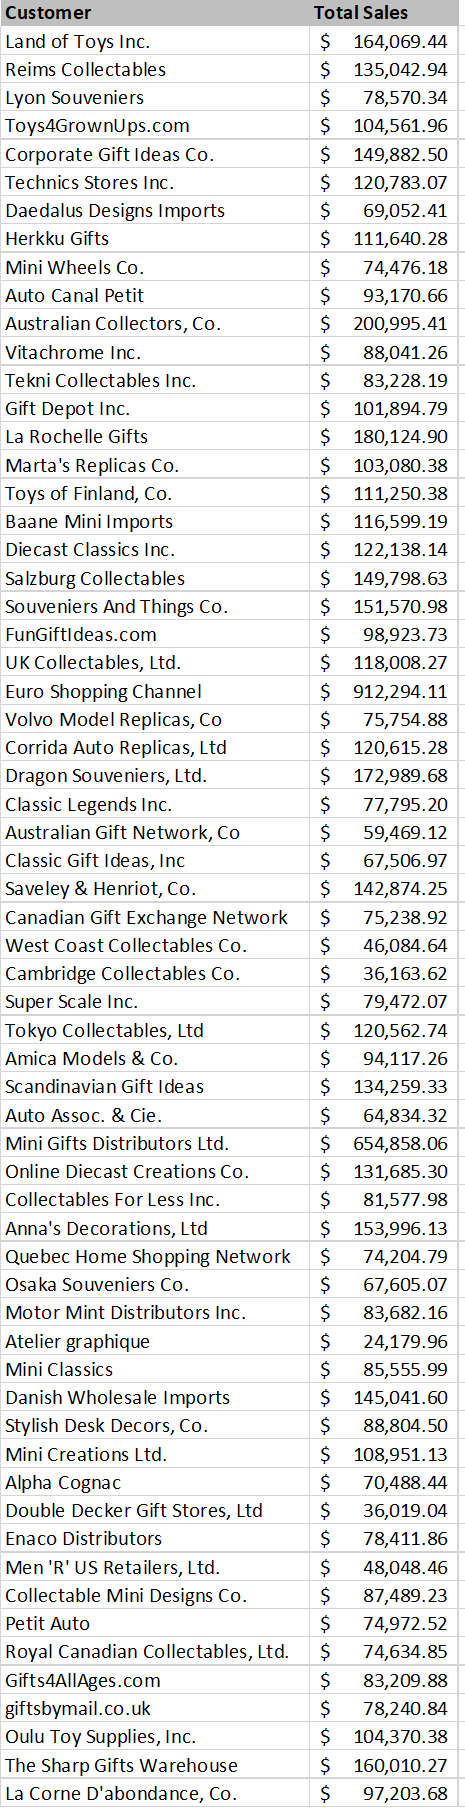 Customer Total Sales
Land of Toys Inc. $ 164,069.44
Reims Collectables $ 135,042.94
Lyon Souveniers $ 78,570.34
Toys4GrownUps.com $ 104,561.96
Corporate Gift Ideas Co. $ 149,882.50
Technics Stores Inc. $ 120,783.07
Daedalus Designs Imports $ 69,052.41
Herkku Gifts $ 111,640.28
Mini Wheels Co. $ 74,476.18
Auto Canal Petit $ 93,170.66
Australian Collectors, Co. $ 200,995.41
Vitachrome Inc. $ 88,041.26
Tekni Collectables Inc. $ 83,228.19
Gift Depot Inc. $ 101,894.79
La Rochelle Gifts $ 180,124.90
Marta's Replicas Co. $ 103,080.38
Toys of Finland, Co. $ 111,250.38
Baane Mini Imports $ 116,599.19
Diecast Classics Inc. $ 122,138.14
Salzburg Collectables $ 149,798.63
Souveniers And Things Co. $ 151,570.98
FunGiftIdeas.com $ 98,923.73
UK Collectables, Ltd. $ 118,008.27
Euro Shopping Channel $ 912,294.11
Volvo Model Replicas, Co $ 75,754.88
Corrida Auto Replicas, Ltd $ 120,615.28
Dragon Souveniers, Ltd. $ 172,989.68
Classic Legends Inc. $ 77,795.20
Australian Gift Network, Co $ 59,469.12
Classic Gift Ideas, Inc $ 67,506.97
Saveley & Henriot, Co. $ 142,874.25
Canadian Gift Exchange Network $ 75,238.92
West Coast Collectables Co. $ 46,084.64
Cambridge Collectables Co. $ 36,163.62
Super Scale Inc. $ 79,472.07
Tokyo Collectables, Ltd $ 120,562.74
Amica Models & Co. $ 94,117.26
Scandinavian Gift Ideas $ 134,259.33
Auto Assoc. & Cie. $ 64,834.32
Mini Gifts Distributors Ltd. $ 654,858.06
Online Diecast Creations Co. $ 131,685.30
Collectables For Less Inc. $ 81,577.98
Anna's Decorations, Ltd $ 153,996.13
Quebec Home Shopping Network $ 74,204.79
Osaka Souveniers Co. $ 67,605.07
Motor Mint Distributors Inc. $ 83,682.16
Atelier graphique $ 24,179.96
Mini Classics $ 85,555.99
Danish Wholesale Imports $ 145,041.60
Stylish Desk Decors, Co. $ 88,804.50
Mini Creations Ltd. $ 108,951.13
Alpha Cognac $ 70,488.44
Double Decker Gift Stores, Ltd $ 36,019.04
Enaco Distributors $ 78,411.86
Men 'R' US Retailers, Ltd. $ 48,048.46
Collectable Mini Designs Co. $ 87,489.23
Petit Auto $ 74,972.52
Royal Canadian Collectables, Ltd. $ 74,634.85
Gifts4AllAges.com $ 83,209.88
giftsbymail.co.uk $ 78,240.84
Oulu Toy Supplies, Inc. $ 104,370.38
The Sharp Gifts Warehouse $ 160,010.27
La Corne D'abondance, Co. $ 97,203.68